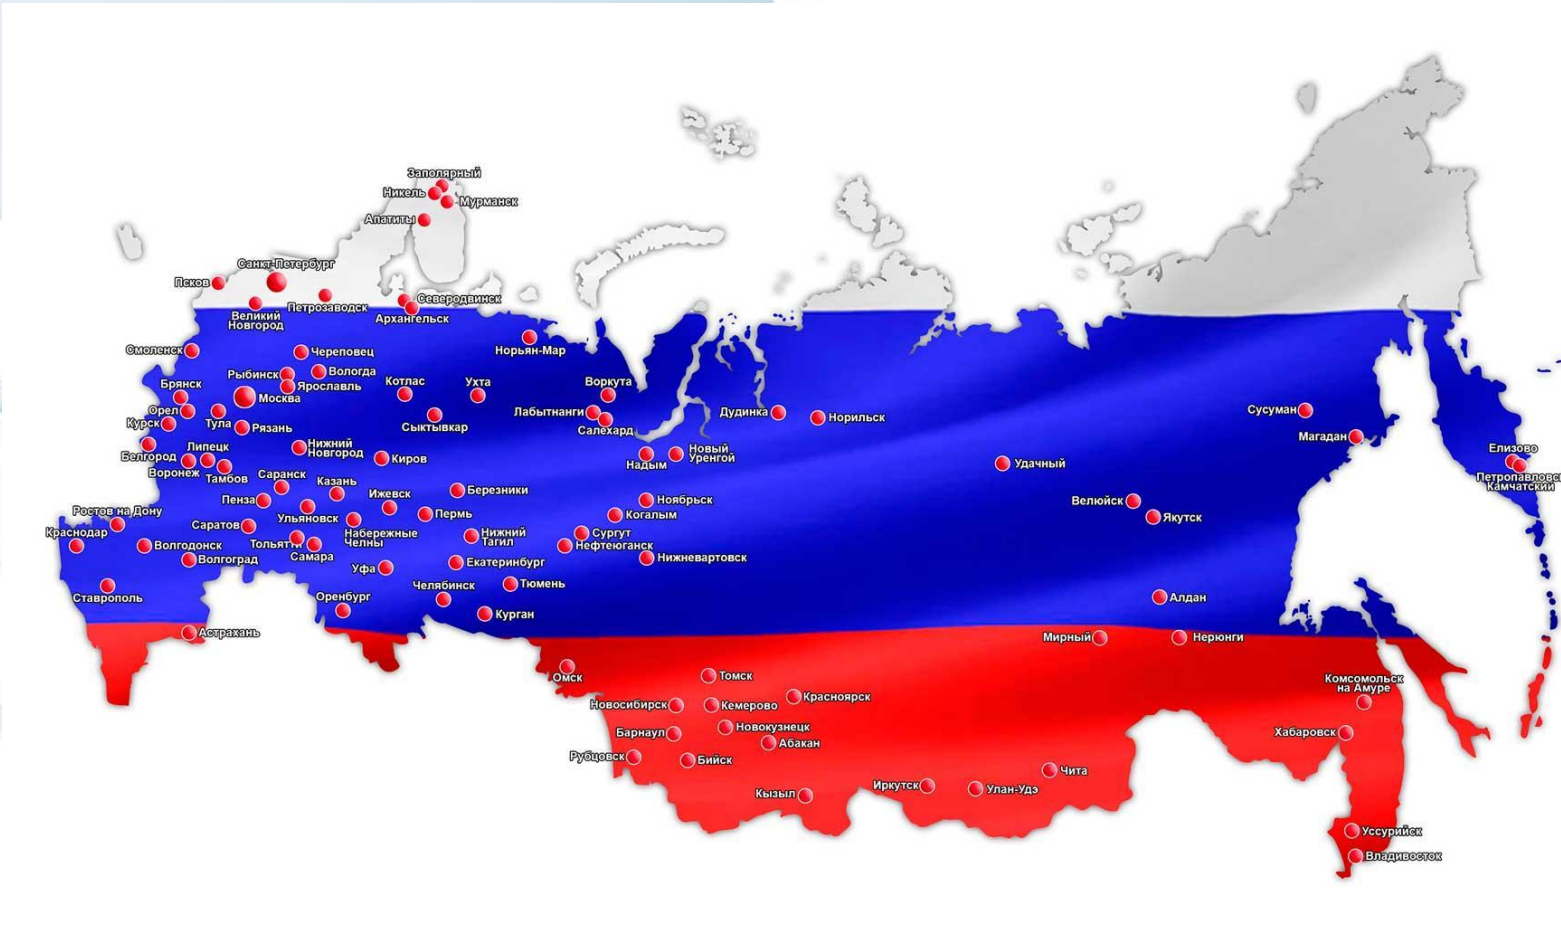 Заполярный
Никель
Мурманск
Апатиты
Санкт-Петербург
Псков
Петрозаводск
Северодвинск
Архангельск
Великий
Новгород
Смоленск
Череповец
Норьян-Мар
Рыбинск
Вологда
Ярославль
Брянск
Москва
Котлас
Ухта
Воркута
Орел
Тула
Курск
Рязань
Сыктывкар
Лабытнанги
Салехард
Дудинка
Норильск
Сусуман
Магадан
Белгород
Липецк
Воронеж
Тамбов
Нижний
Новгород
Киров
Надым
Новый
Уренгой
Удачный
Елизово
Петропавловс
Камчатский
Саранск
Казань
Пенза
Ижевск
Березники
Ноябрьск
Велюйск
Ростов на Дону
Ульяновск
Пермь
Когалым
Якутск
Краснодар
Саратов
Набережные
Челны
Нижний
Тагил
Сургут
Волгодонск
Тольятти
Самара
Нефтеюганск
Волгоград
Уфа
Екатеринбург
Нижневартовск
Ставрополь
Оренбург
Челябинск
Тюмень
Курган
Алдан
Астрахань
Мирный
Нерюнги
Омск
Томск
Красноярск
Комсомольск
на Амуре
Новосибирск
Кемерово
Барнаул
Новокузнецк
Абакан
Хабаровск
Рубцовск
Бийск
Кызыл
Иркутск
Улан-Удэ
Чита
Уссурийск
Владивосток